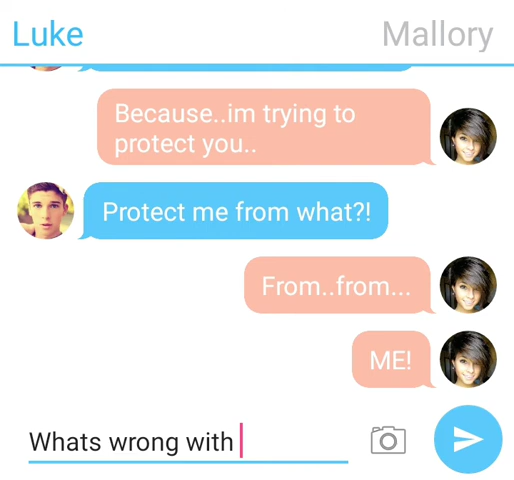 Luke
Mallory
Because..im trying to
protect you..
Protect me from what?!
From..from...
ME!
Whats wrong with